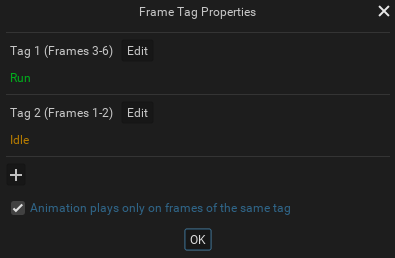 Frame Tag Properties
Tag 1 (Frames 3-6) Edit
Run
Tag 2 (Frames 1-2) Edit
Idle
Animation plays only on frames of the same tag
OK